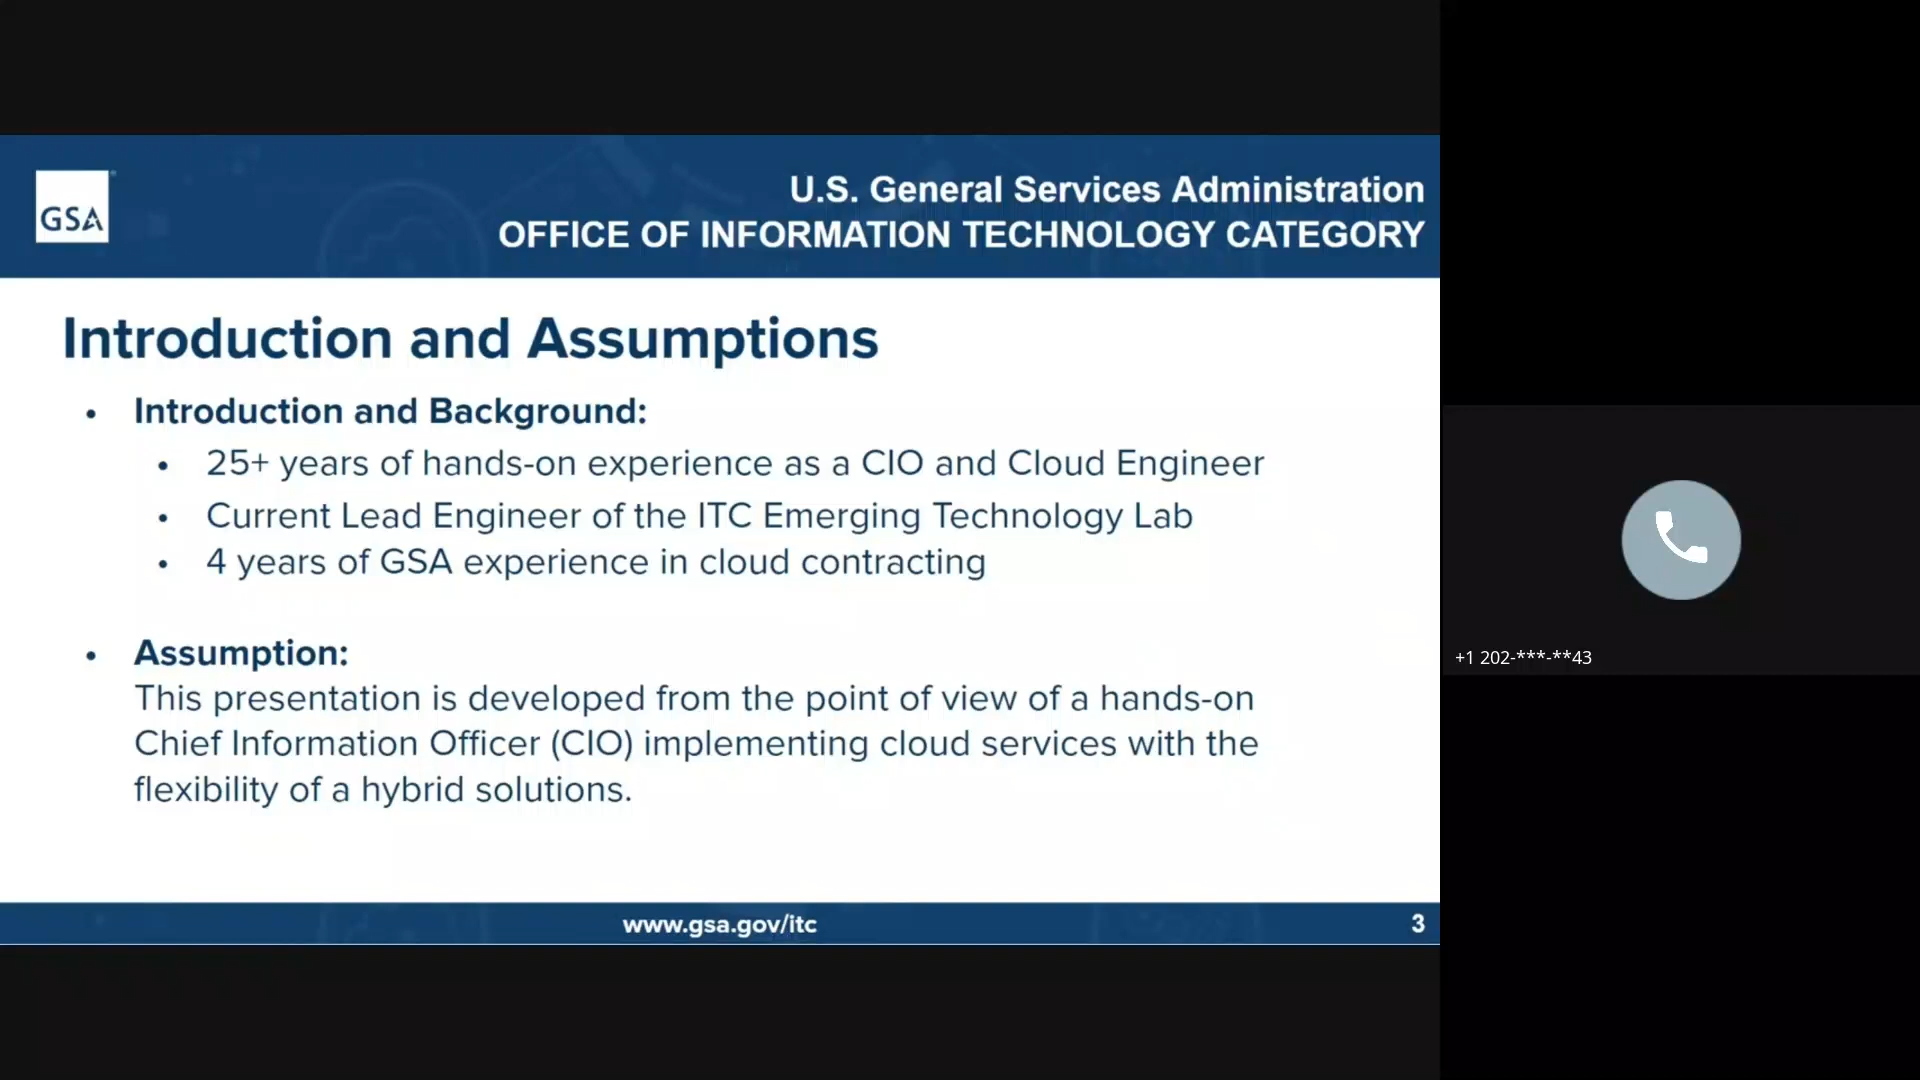 GSA
U.S. General Services Administration
OFFICE OF INFORMATION TECHNOLOGY CATEGORY
Introduction and Assumptions
• Introduction and Background:
• 25+ years of hands-on experience as a CIO and Cloud Engineer
• Current Lead Engineer of the ITC Emerging Technology Lab
• 4 years of GSA experience in cloud contracting
• Assumption:
This presentation is developed from the point of view of a hands-on
Chief Information Officer (CIO) implementing cloud services with the
flexibility of a hybrid solutions.
www.gsa.gov/itc
3
+1 202-***-**43